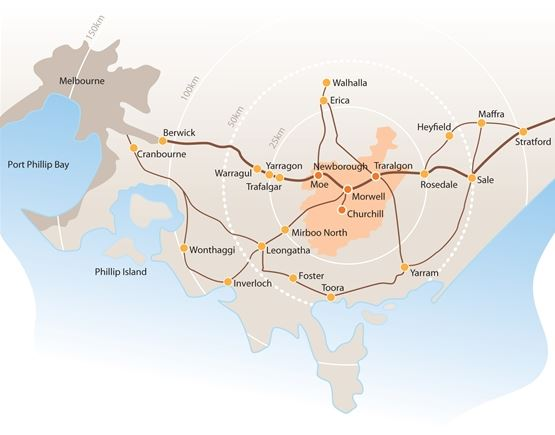 150km
Melbourne
100km
Walhalla
Erica
50km
25km
Maffra
Heyfield
Stratford
Berwick
Cranbourne
Port Phillip Bay
Yarragon
Newborough
Traralgon
Warragul
Trafalgar
Moe
Rosedale
Sale
Morwell
Churchill
Mirboo North
Wonthaggi
Leongatha
Phillip Island
Foster
Yarram
Inverloch
Toora